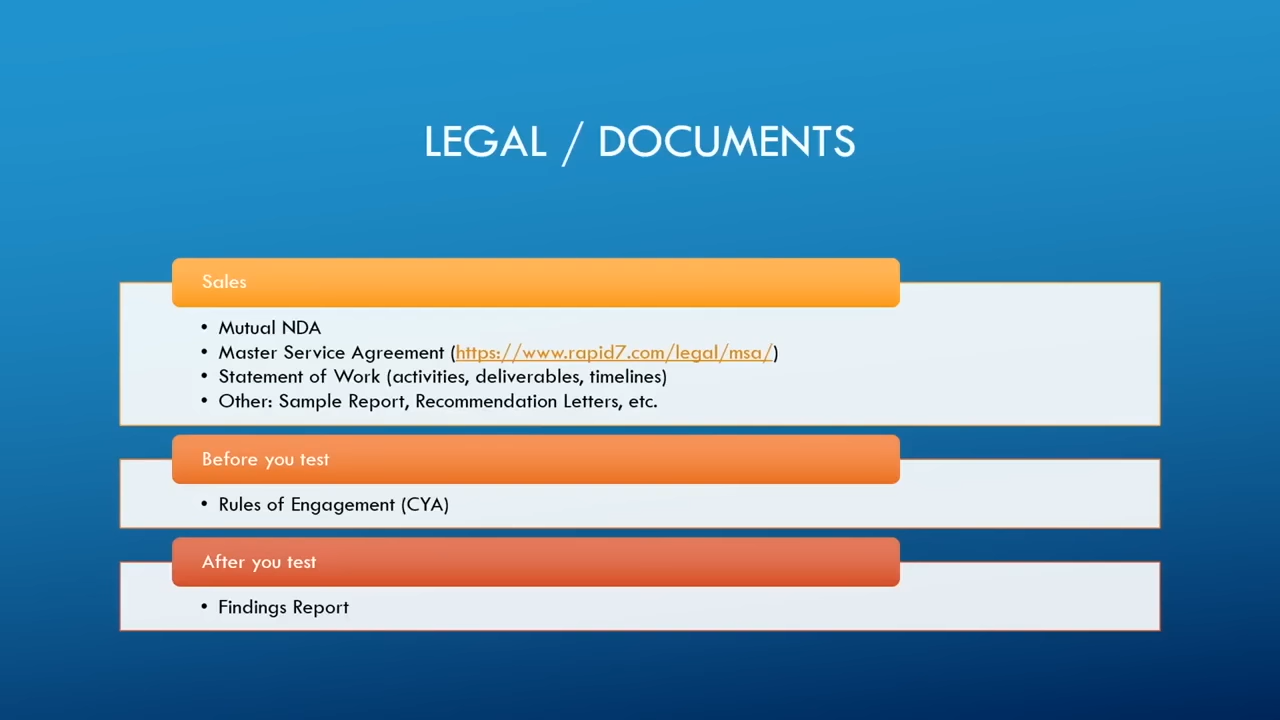 LEGAL / DOCUMENTS
Sales
• Mutual NDA
• Master Service Agreement (https://www.rapid7.com/legal/msa/)
• Statement of Work (activities, deliverables, timelines)
• Other: Sample Report, Recommendation Letters, etc.
Before you test
• Rules of Engagement (CYA)
After you test
• Findings Report